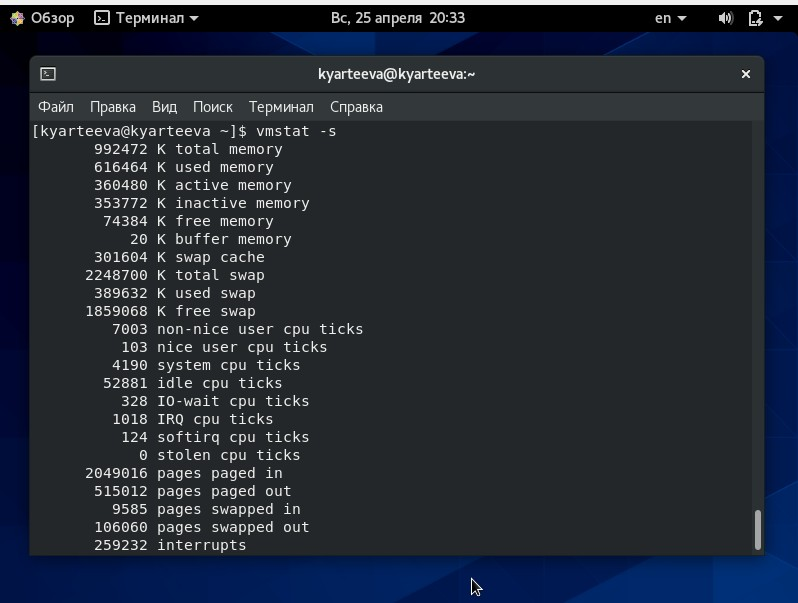 Обзор Терминал Вс, 25 апреля 20:33 en
kyarteeva@kyarteeva:~
Файл Правка Вид Поиск Терминал Справка
[kyarteeva@kyarteeva ~]$ vmstat -s
992472 K total memory
616464 K used memory
360480 K active memory
353772 K inactive memory
74384 K free memory
20 K buffer memory
301604 K swap cache
2248700 K total swap
389632 K used swap
1859068 K free swap
7003 non-nice user cpu ticks
103 nice user cpu ticks
4190 system cpu ticks
52881 idle cpu ticks
328 IO-wait cpu ticks
1018 IRQ cpu ticks
124 softirq cpu ticks
0 stolen cpu ticks
2049016 pages paged in
515012 pages paged out
9585 pages swapped in
106060 pages swapped out
259232 interrupts